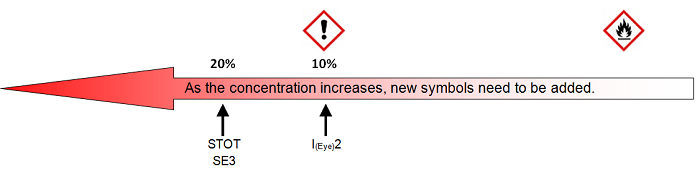 20% 10%
As the concentration increases, new symbols need to be added.
STOT I(Eye)2
SE3